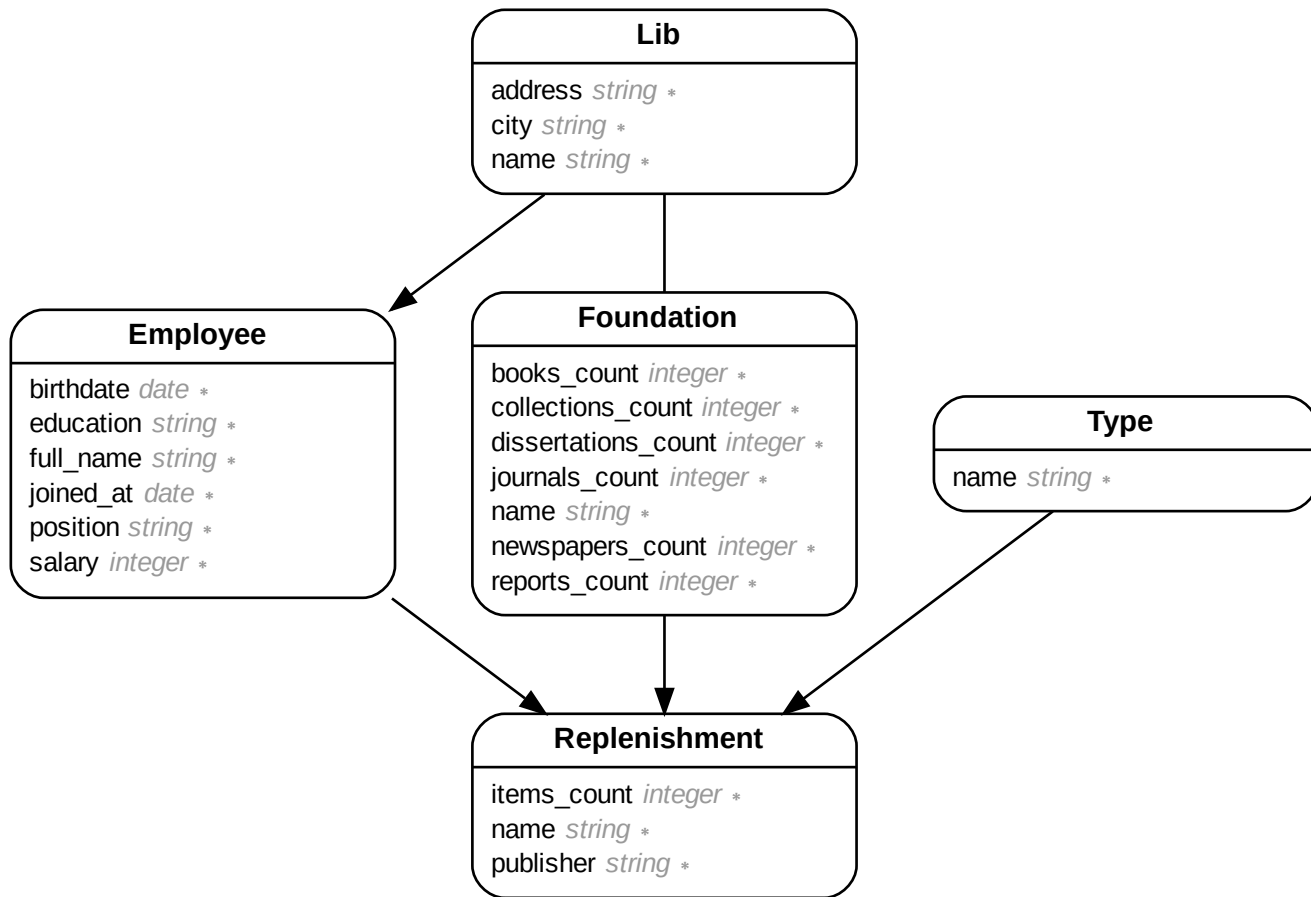 Lib
address string *
city string *
name string *
Employee
birthdate date *
education string *
full_name string *
joined_at date *
position string *
salary integer *
Foundation
books_count integer *
collections_count integer *
dissertations_count integer *
journals_count integer *
name string *
newspapers_count integer *
reports_count integer *
Type
name string *
Replenishment
items_count integer *
name string *
publisher string *